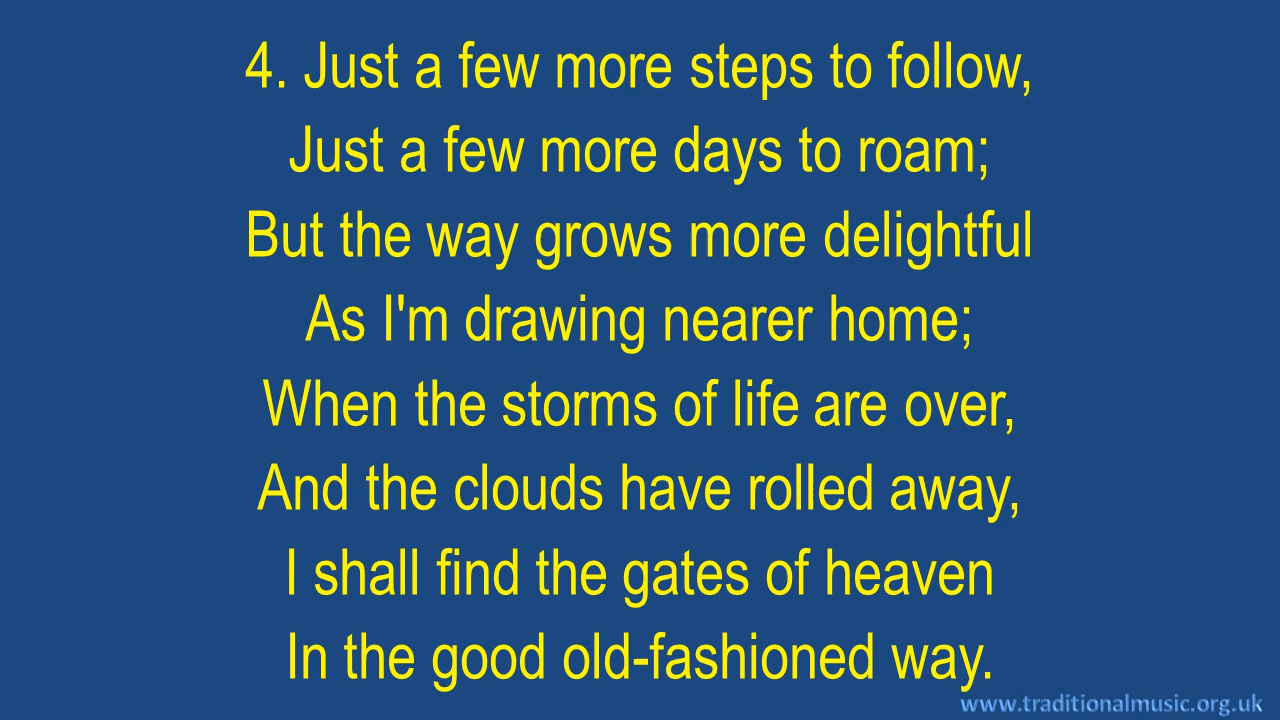 4. Just a few more steps to follow,
Just a few more days to roam;
But the way grows more delightful
As I'm drawing nearer home;
When the storms of life are over,
And the clouds have rolled away,
I shall find the gates of heaven
In the good old-fashioned way.
www.traditionalmusic.org.uk